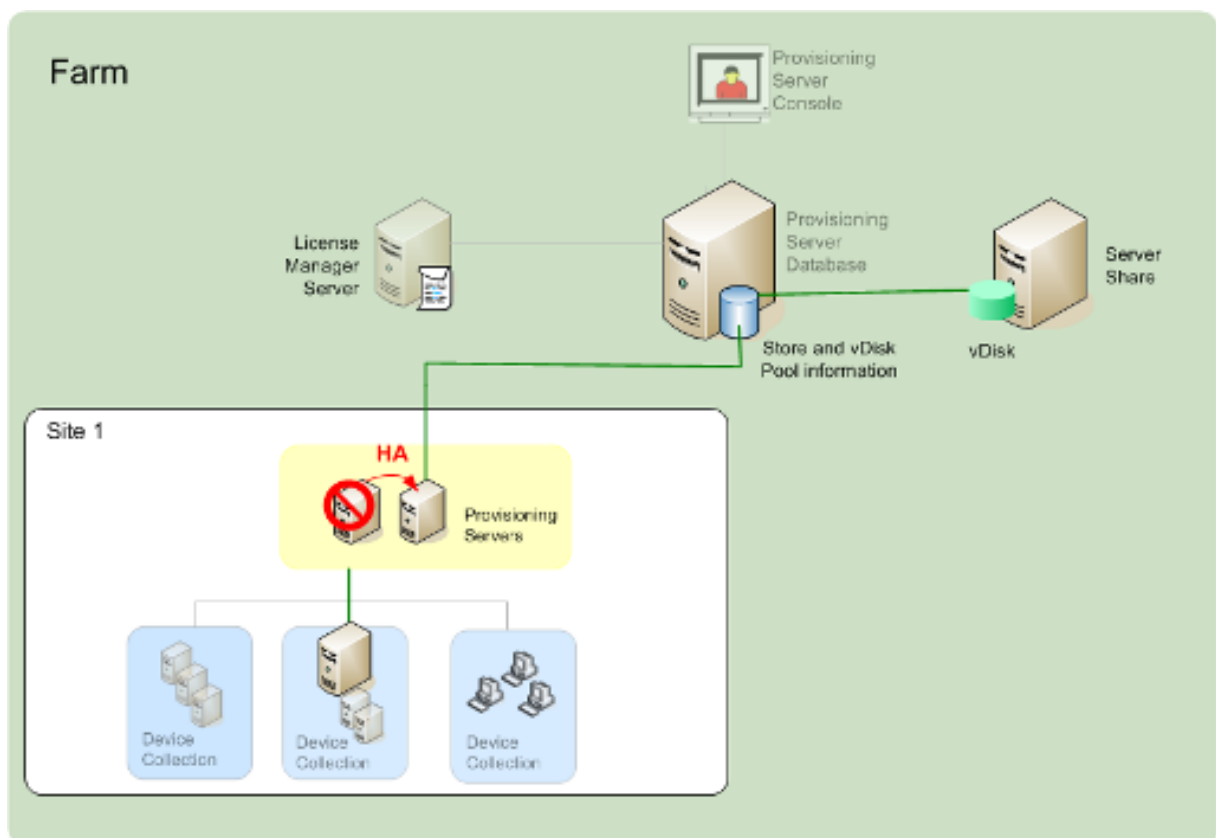 Farm
Provisioning
Server
Console
License
Manager
Server
Provisioning
Server
Database
Server
Share
Store and vDisk
Pool information
vDisk
Site 1
HA
Provisioning
Servers
Device
Collection
Device
Collection
Device
Collection